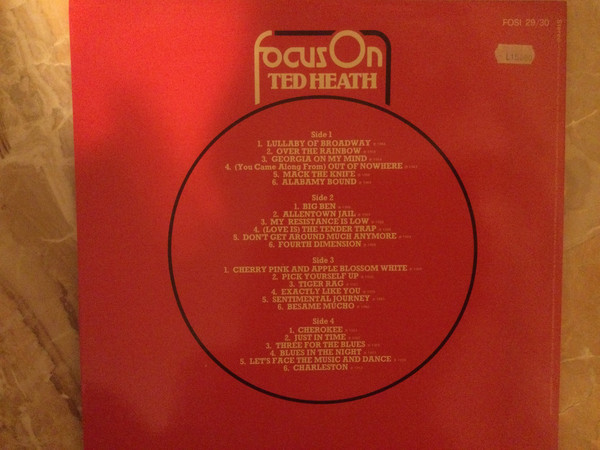 FOSI 29/30
focusOn
TED HEATH
Side 1
1. LULLABY OF BROADWAY
2. OVER THE RAINBOW
3. GEORGIA ON MY MIND
4. (You Came Along From) OUT OF NOWHERE
5. MACK THE KNIFE
6. ALABAMY BOUND
Side 2
1. BIG BEN
2. ALLENTOWN JAIL
3. MY RESISTANCE IS LOW
4. (LOVE IS) THE TENDER TRAP
5. DON'T GET AROUND MUCH ANYMORE
6. FOURTH DIMENSION
Side 3
1. CHERRY PINK AND APPLE BLOSSOM WHITE
2. PICK YOURSELF UP
3. TIGER RAG
4. EXACTLY LIKE YOU
5. SENTIMENTAL JOURNEY
6. BESAME MUCHO
Side 4
1. CHEROKEE
2. JUST IN TIME
3. THREE FOR THE BLUES
4. BLUES IN THE NIGHT
5. LET'S FACE THE MUSIC AND DANCE
6. CHARLESTON